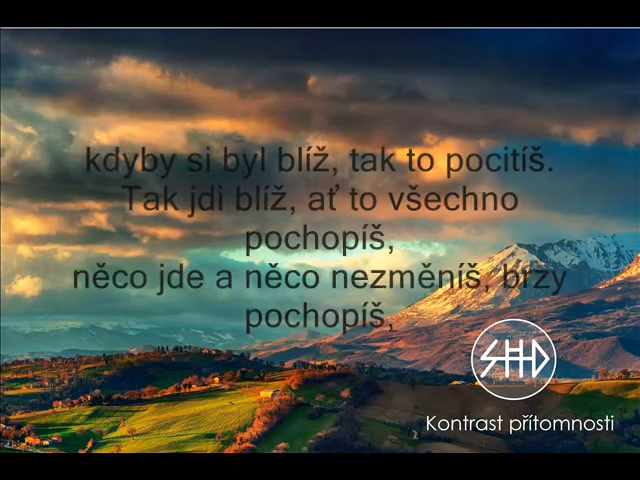 kdyby si byl blíž, tak to pocitíš.
Tak jdi blíž, ať to všechno
pochopíš,
něco jde a něco nezměníš, brzy
pochopíš,
SHD
Kontrast přítomnosti